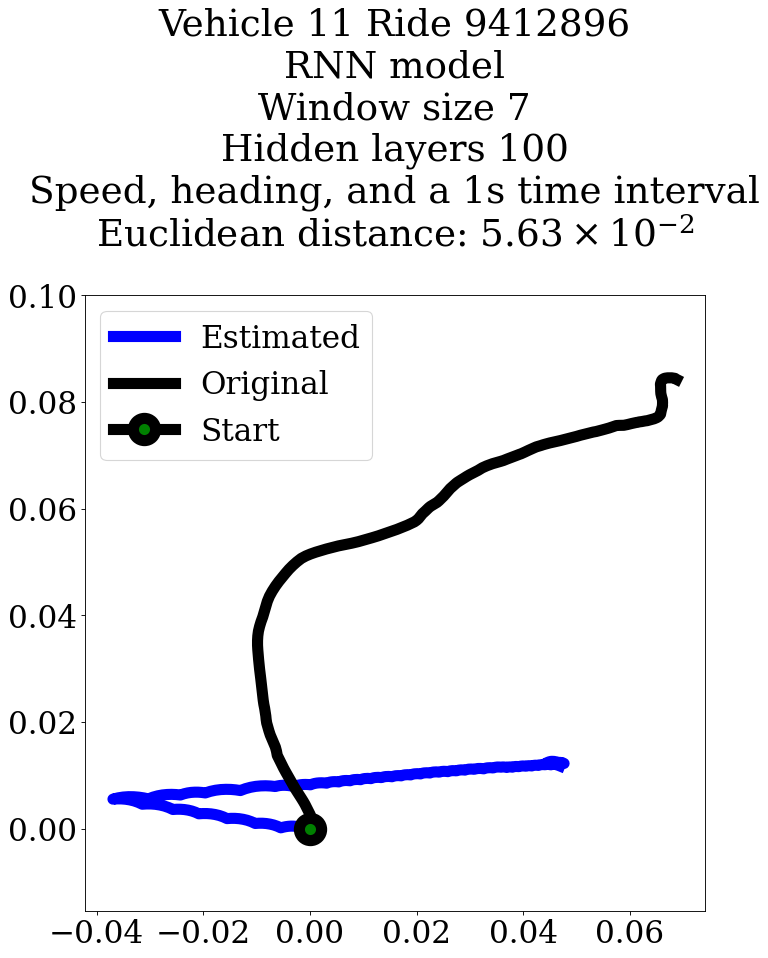 Vehicle 11 Ride 9412896
RNN model
Window size 7
Hidden layers 100
Speed, heading, and a 1s time interval
Euclidean distance: 5.63 × 10⁻²
0.10
0.08
0.06
0.04
0.02
0.00
Estimated
Original
Start
−0.04 −0.02 0.00 0.02 0.04 0.06